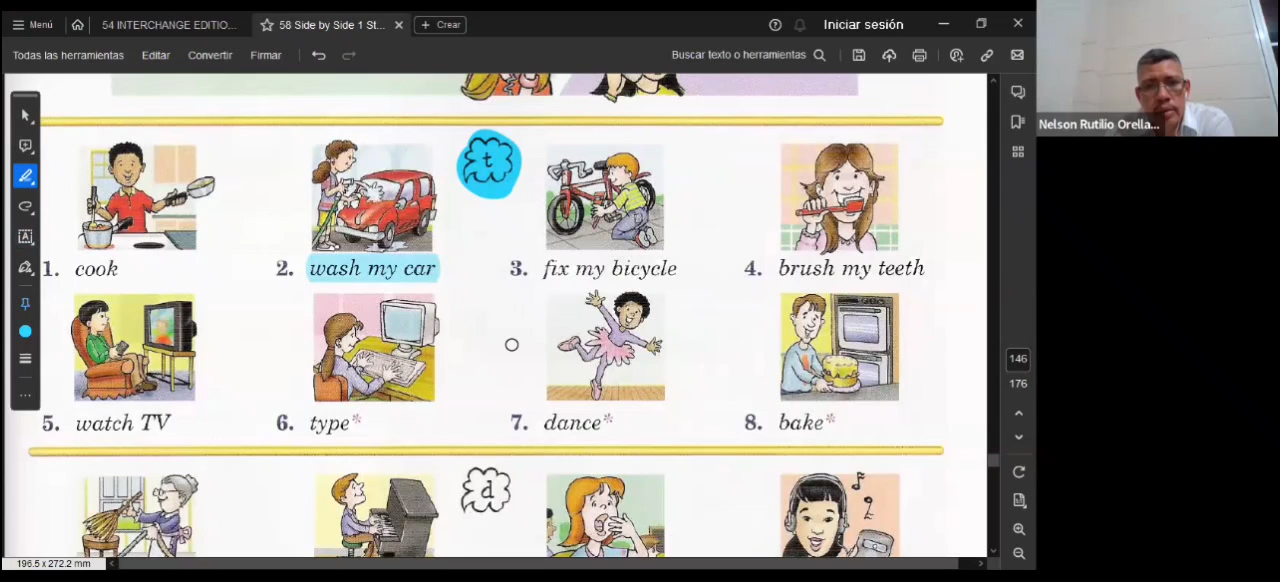 Menú
54 INTERCHANGE EDITIO...
58 Side by Side 1 St...
Crear
Iniciar sesión
Todas las herramientas
Editar
Convertir
Firmar
Buscar texto o herramientas
Nelson Rutilio Orella...
t
1. cook
2. wash my car
3. fix my bicycle
4. brush my teeth
5. watch TV
6. type*
7. dance*
8. bake*
d
146
176
196.5 x 272.2 mm